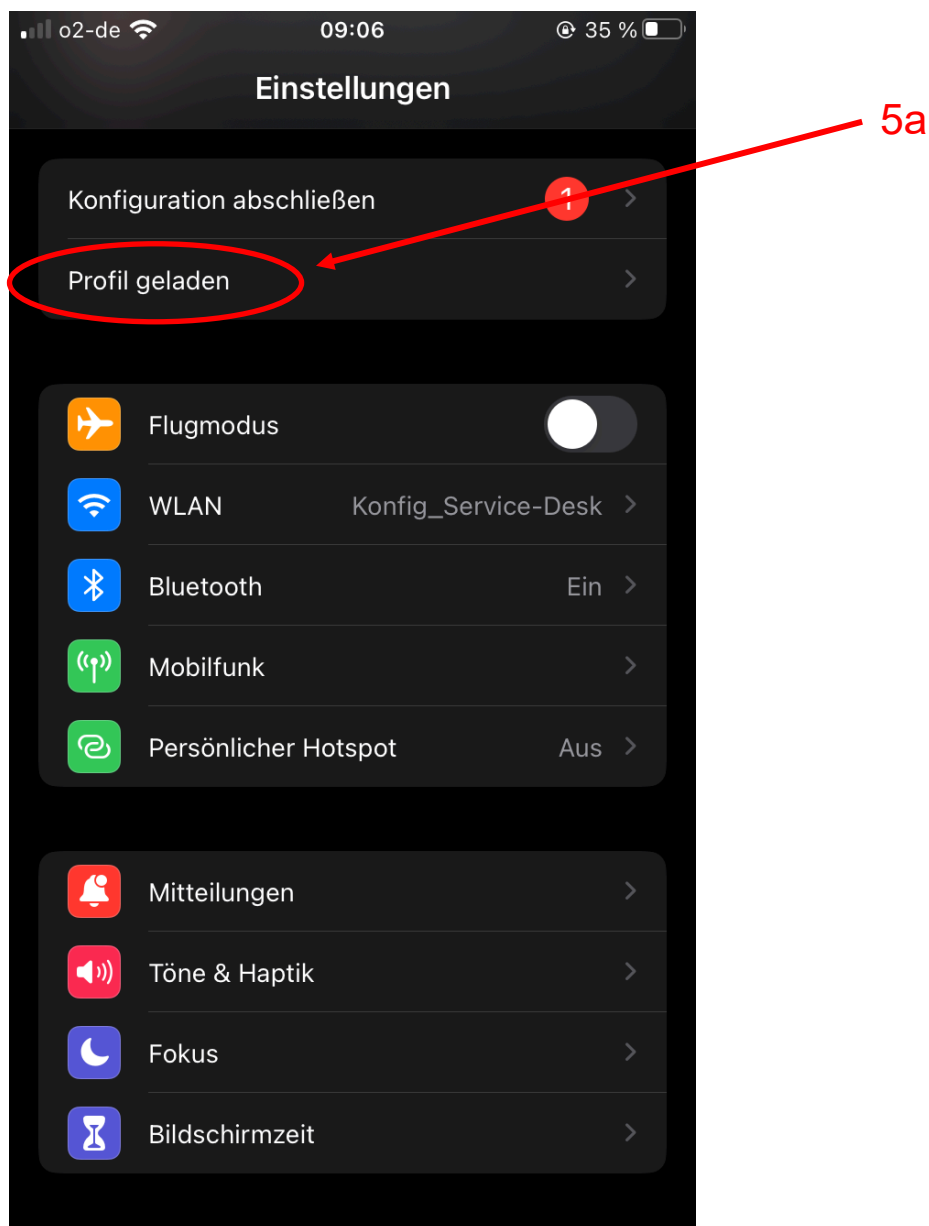 o2-de 09:06 35 %
Einstellungen
5a
Konfiguration abschließen 1
Profil geladen
Flugmodus
WLAN Konfig_Service-Desk
Bluetooth Ein
Mobilfunk
Persönlicher Hotspot Aus
Mitteilungen
Töne & Haptik
Fokus
Bildschirmzeit